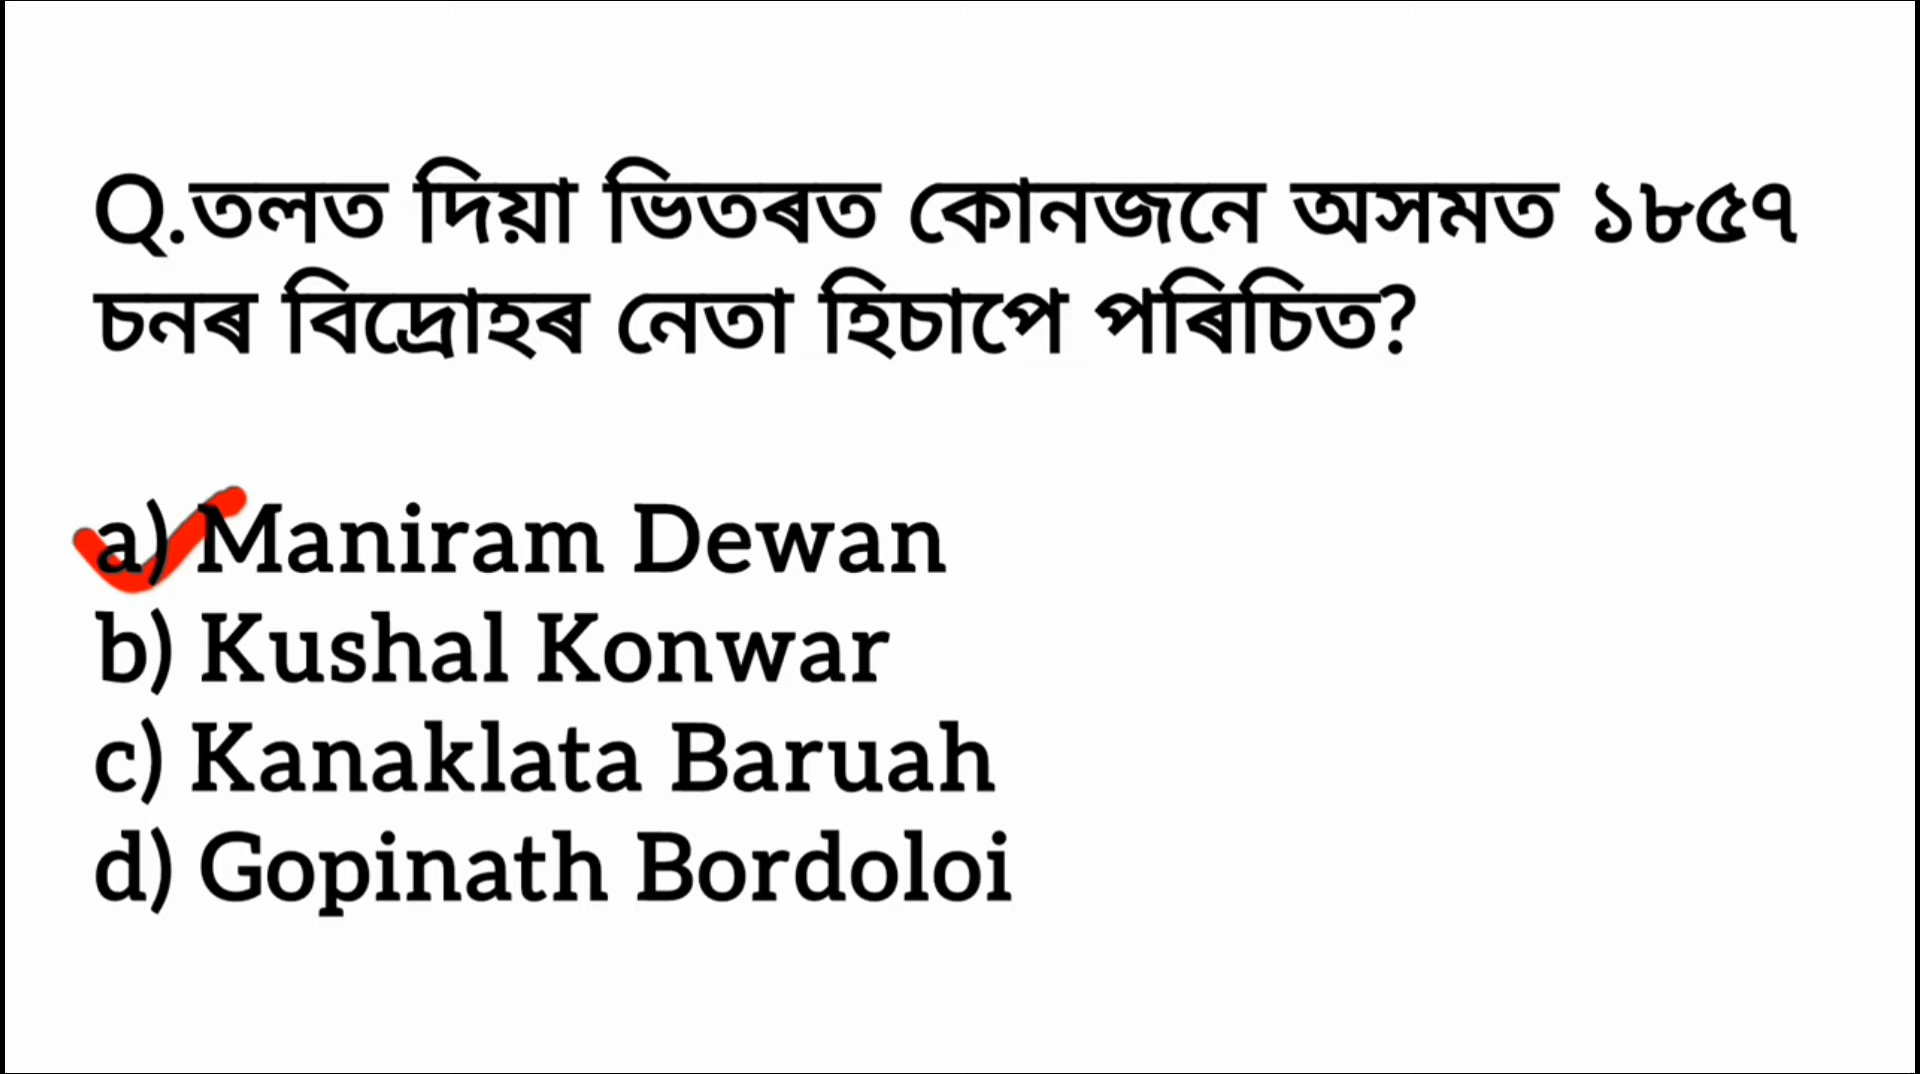 Q.তলত দিয়া ভিতৰত কোনজনে অসমত ১৮৫৭
চনৰ বিদ্ৰোহৰ নেতা হিচাপে পৰিচিত?
a) Maniram Dewan
b) Kushal Konwar
c) Kanaklata Baruah
d) Gopinath Bordoloi